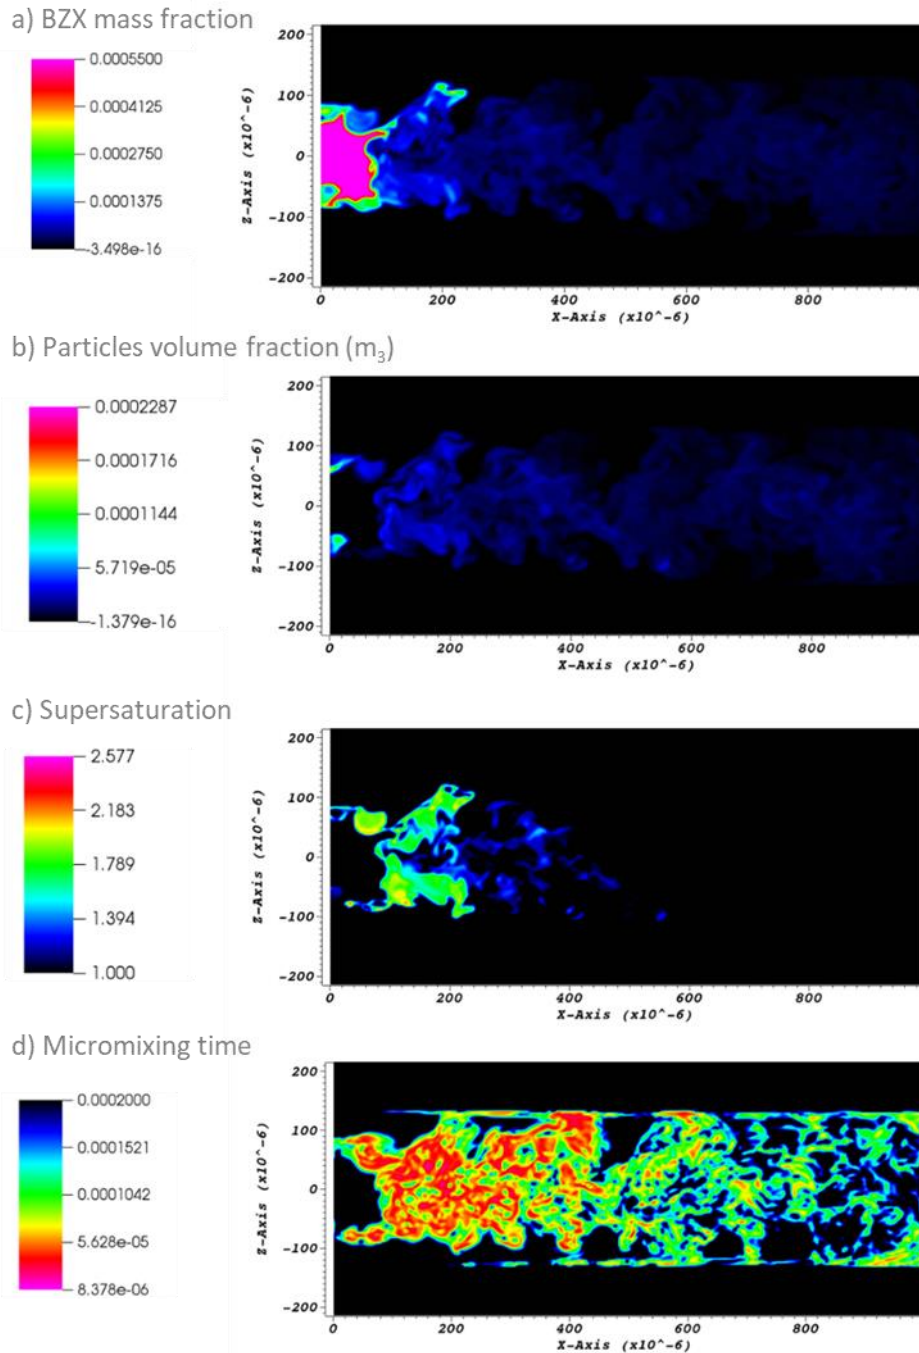 a) BZX mass fraction
0.0005500
0.0004125
0.0002750
0.0001375
-3.498e-16
Z-Axis (x10^-6)
200
100
0
-100
-200
0 200 400 600 800
X-Axis (x10^-6)
b) Particles volume fraction (m3)
0.0002287
0.0001716
0.0001144
5.719e-05
-1.379e-16
Z-Axis (x10^-6)
200
100
0
-100
-200
0 200 400 600 800
X-Axis (x10^-6)
c) Supersaturation
2.577
2.183
1.789
1.394
1.000
Z-Axis (x10^-6)
200
100
0
-100
-200
0 200 400 600 800
X-Axis (x10^-6)
d) Micromixing time
0.0002000
0.0001521
0.0001042
5.628e-05
8.378e-06
Z-Axis (x10^-6)
200
100
0
-100
-200
0 200 400 600 800
X-Axis (x10^-6)